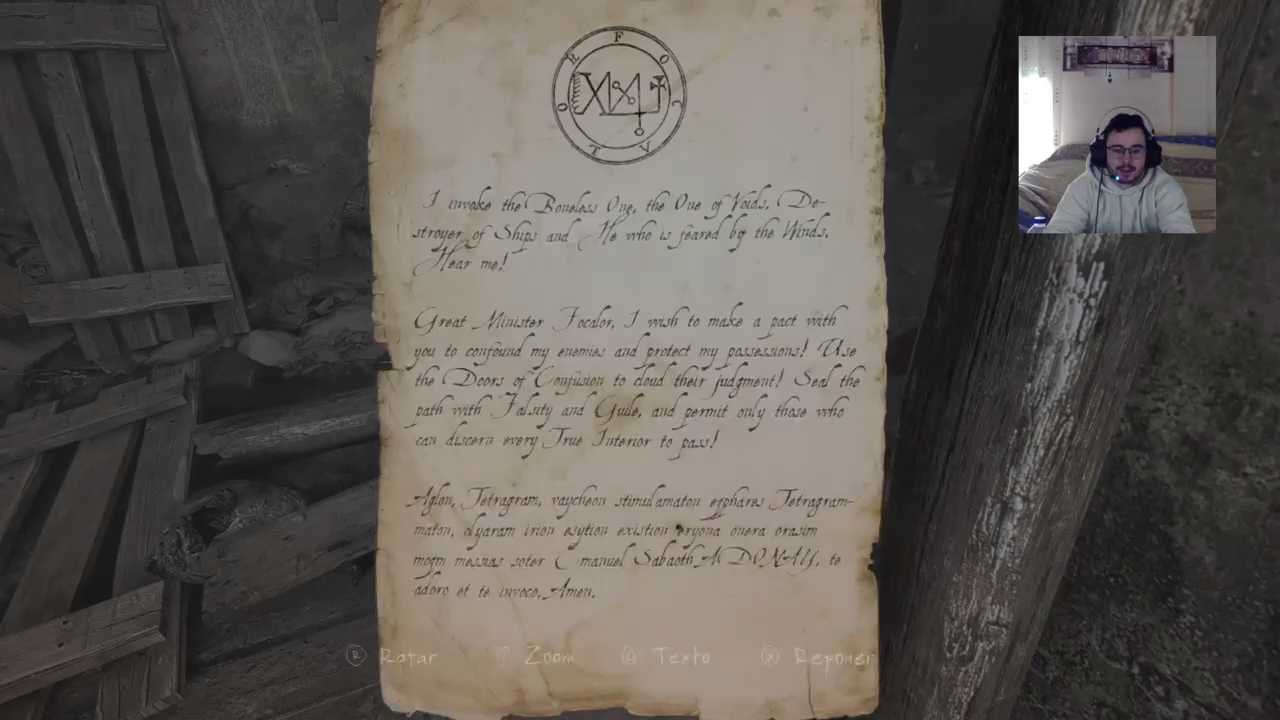 F O C V T O R
I invoke the Boneless One, the One of Voids, De-
stroyer of Ships and He who is feared by the Winds.
Hear me!
Great Minister Focalor, I wish to make a pact with
you to confound my enemies and protect my possessions! Use
the Doors of Confusion to cloud their judgment! Seal the
path with Falsity and Guile, and permit only those who
can discern every True Interior to pass!
Aglon, Tetragram, vaycheon stimulamaton ezphares Tetragram-
maton, olyaram irion esytion existion eryona onera orasim
mozm messias soter Emanuel Sabaoth ADONAY, te
adoro et te invoco. Amen.
R Rotar Zoom A Texto X Reponer